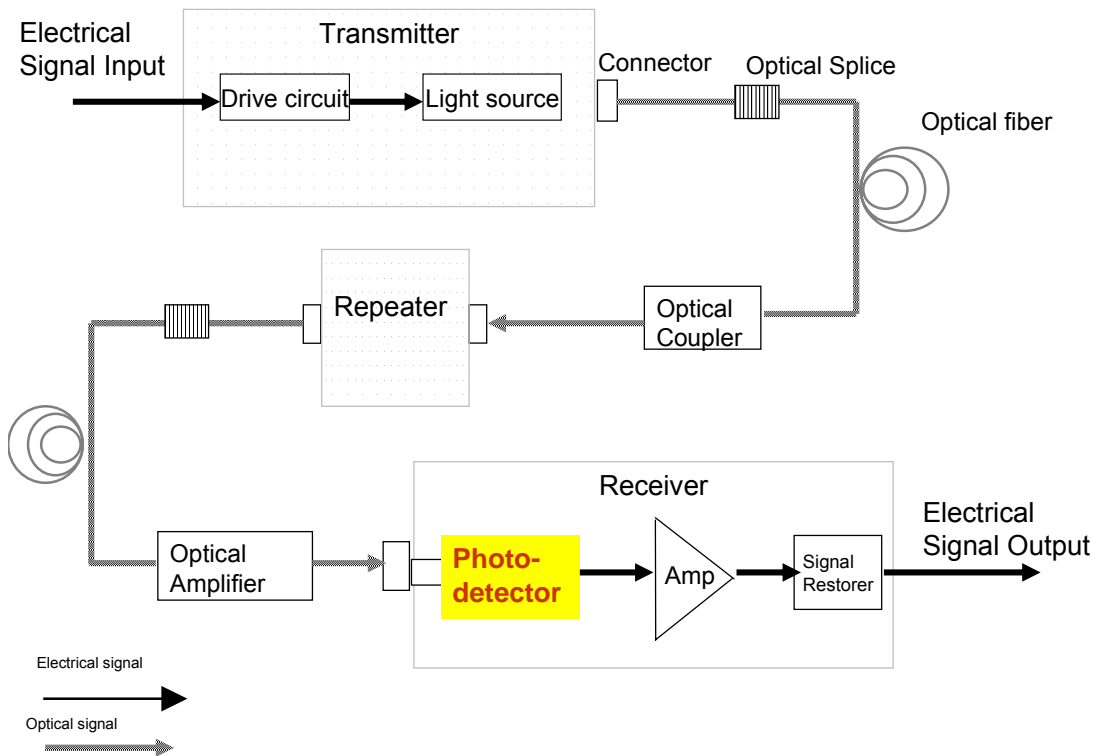 Electrical
Signal Input
Transmitter
Drive circuit
Light source
Connector
Optical Splice
Optical fiber
Repeater
Optical
Coupler
Receiver
Optical
Amplifier
Photo-
detector
Amp
Signal
Restorer
Electrical
Signal Output
Electrical signal
Optical signal